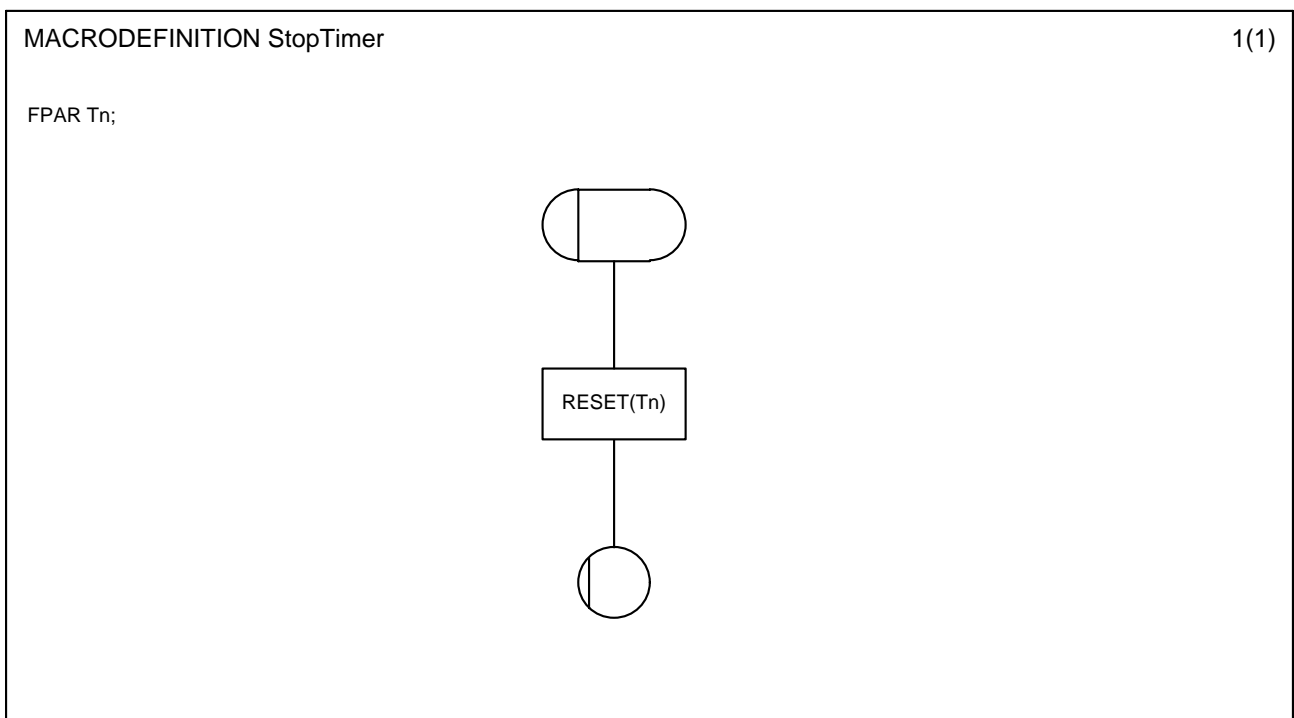 MACRODEFINITION StopTimer 1(1)
FPAR Tn;
RESET(Tn)